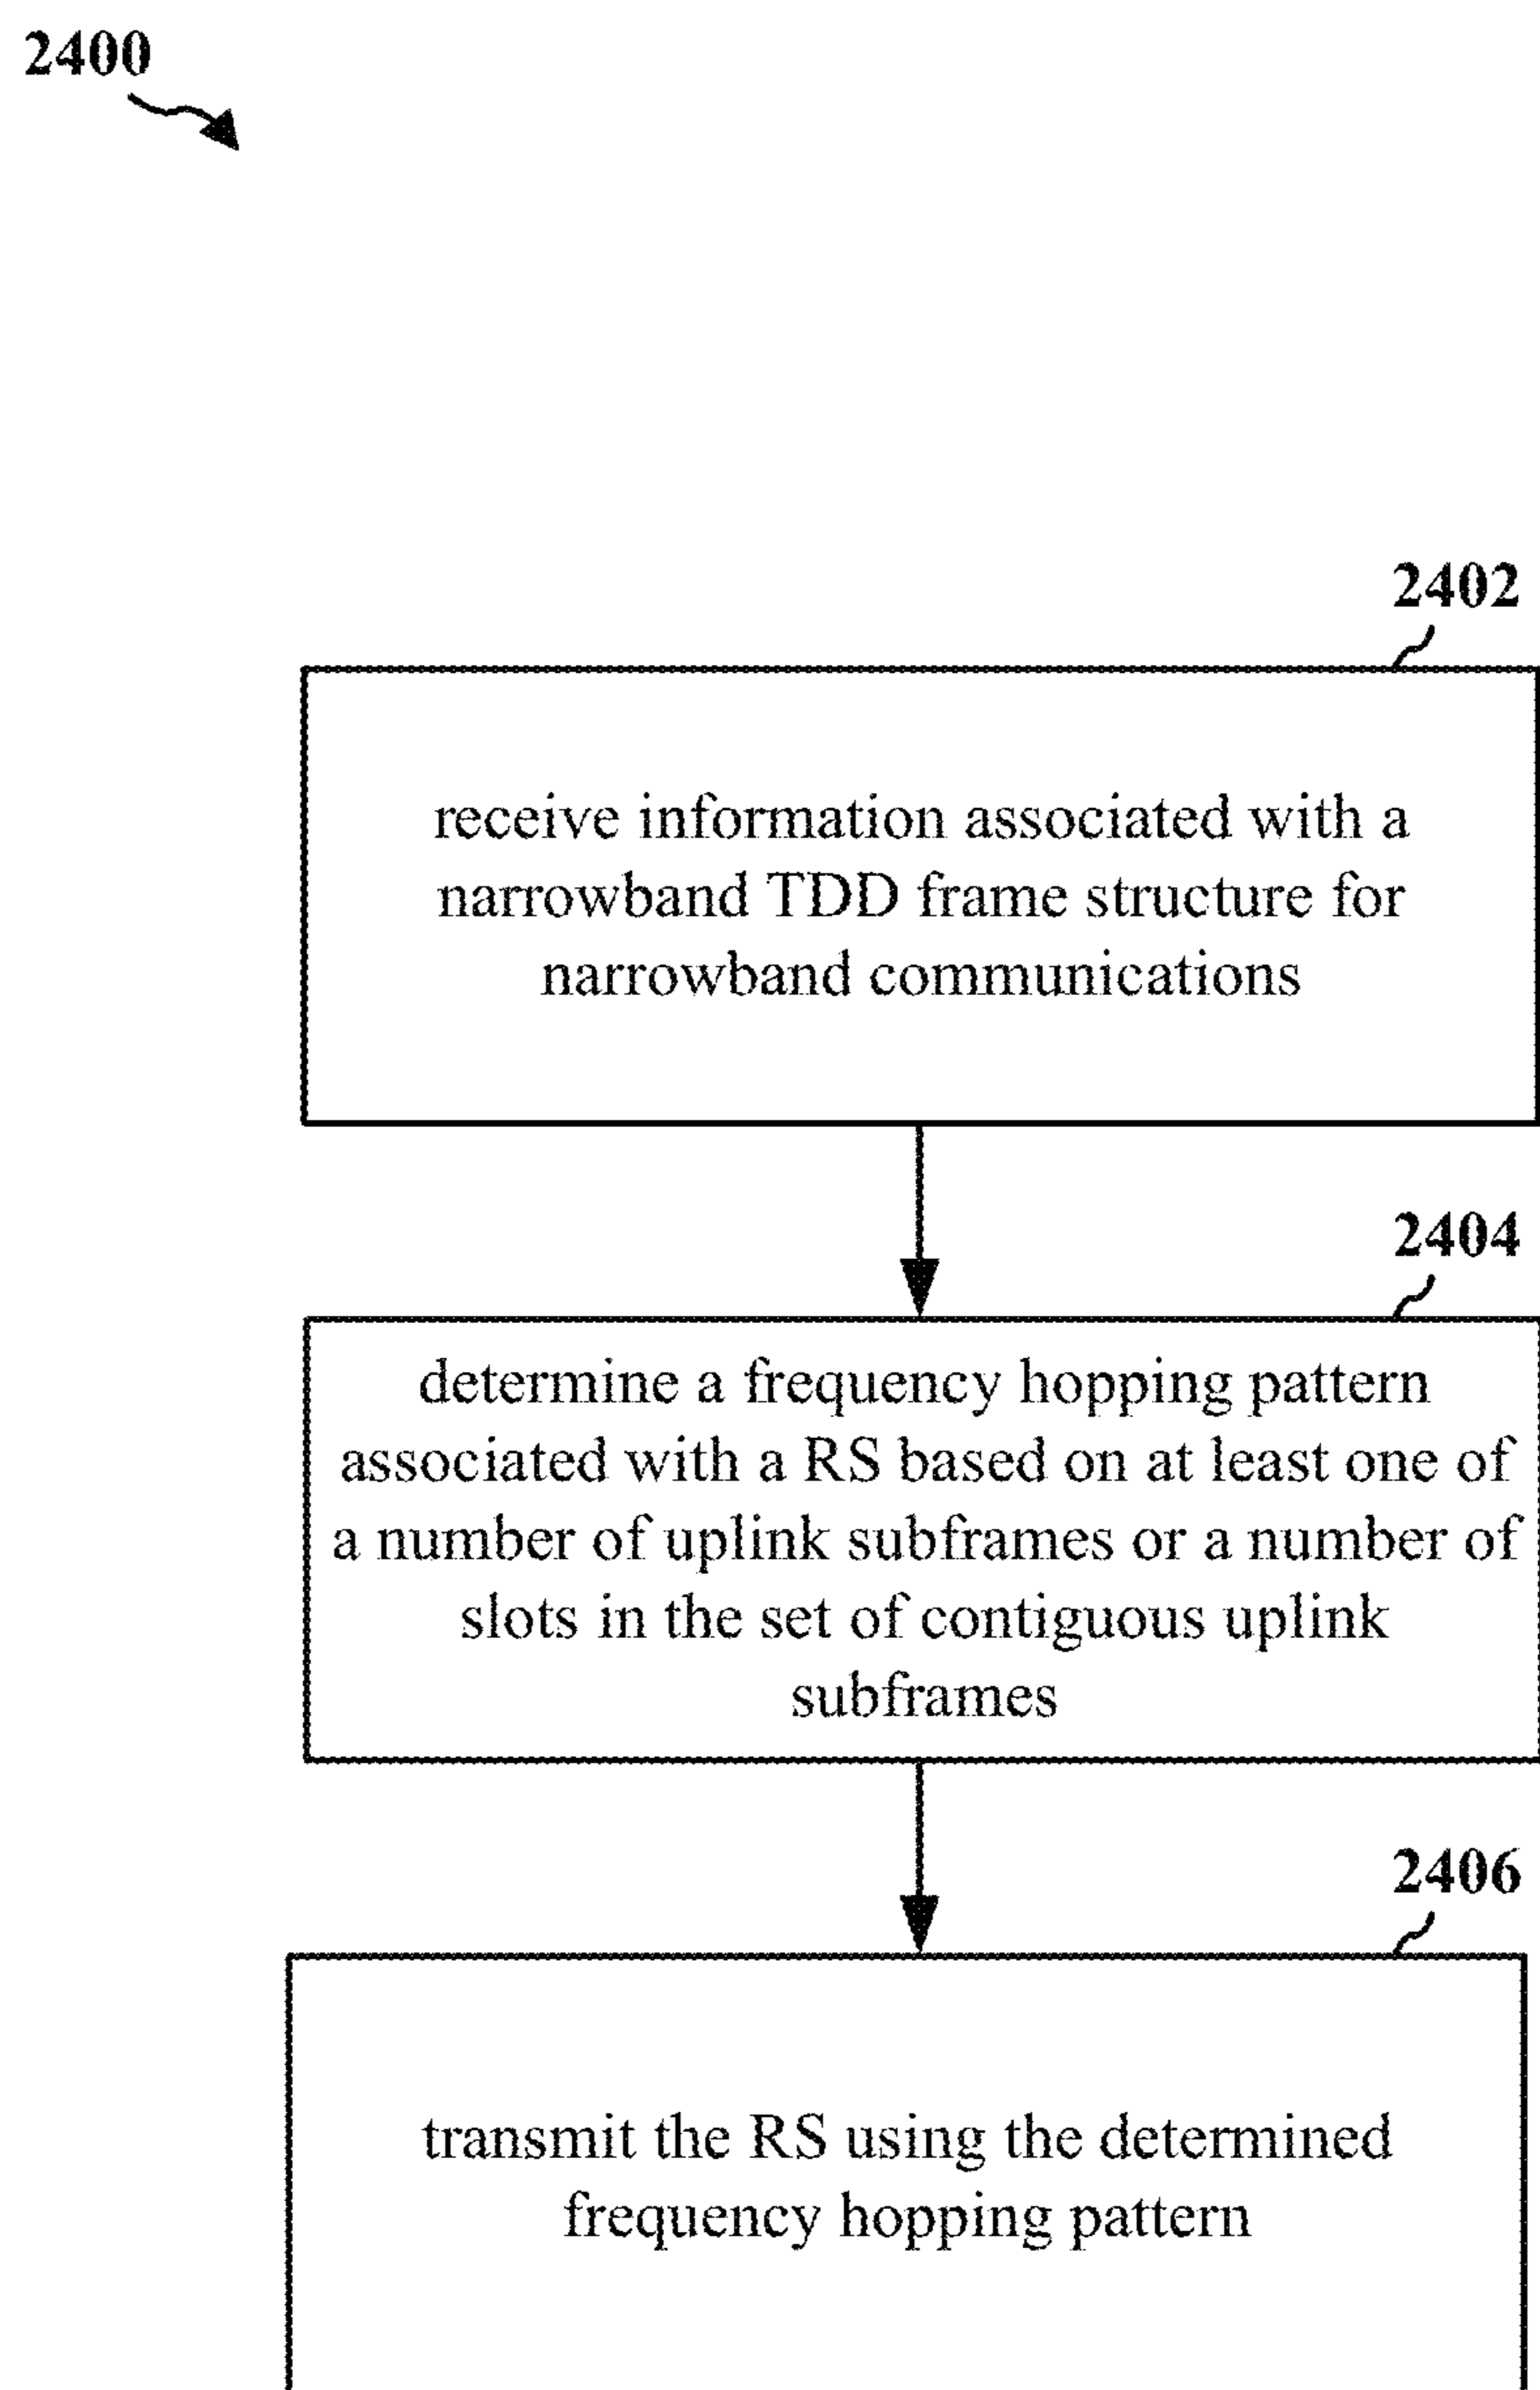 2400
2402
receive information associated with a
narrowband TDD frame structure for
narrowband communications
2404
determine a frequency hopping pattern
associated with a RS based on at least one of
a number of uplink subframes or a number of
slots in the set of contiguous uplink
subframes
2406
transmit the RS using the determined
frequency hopping pattern